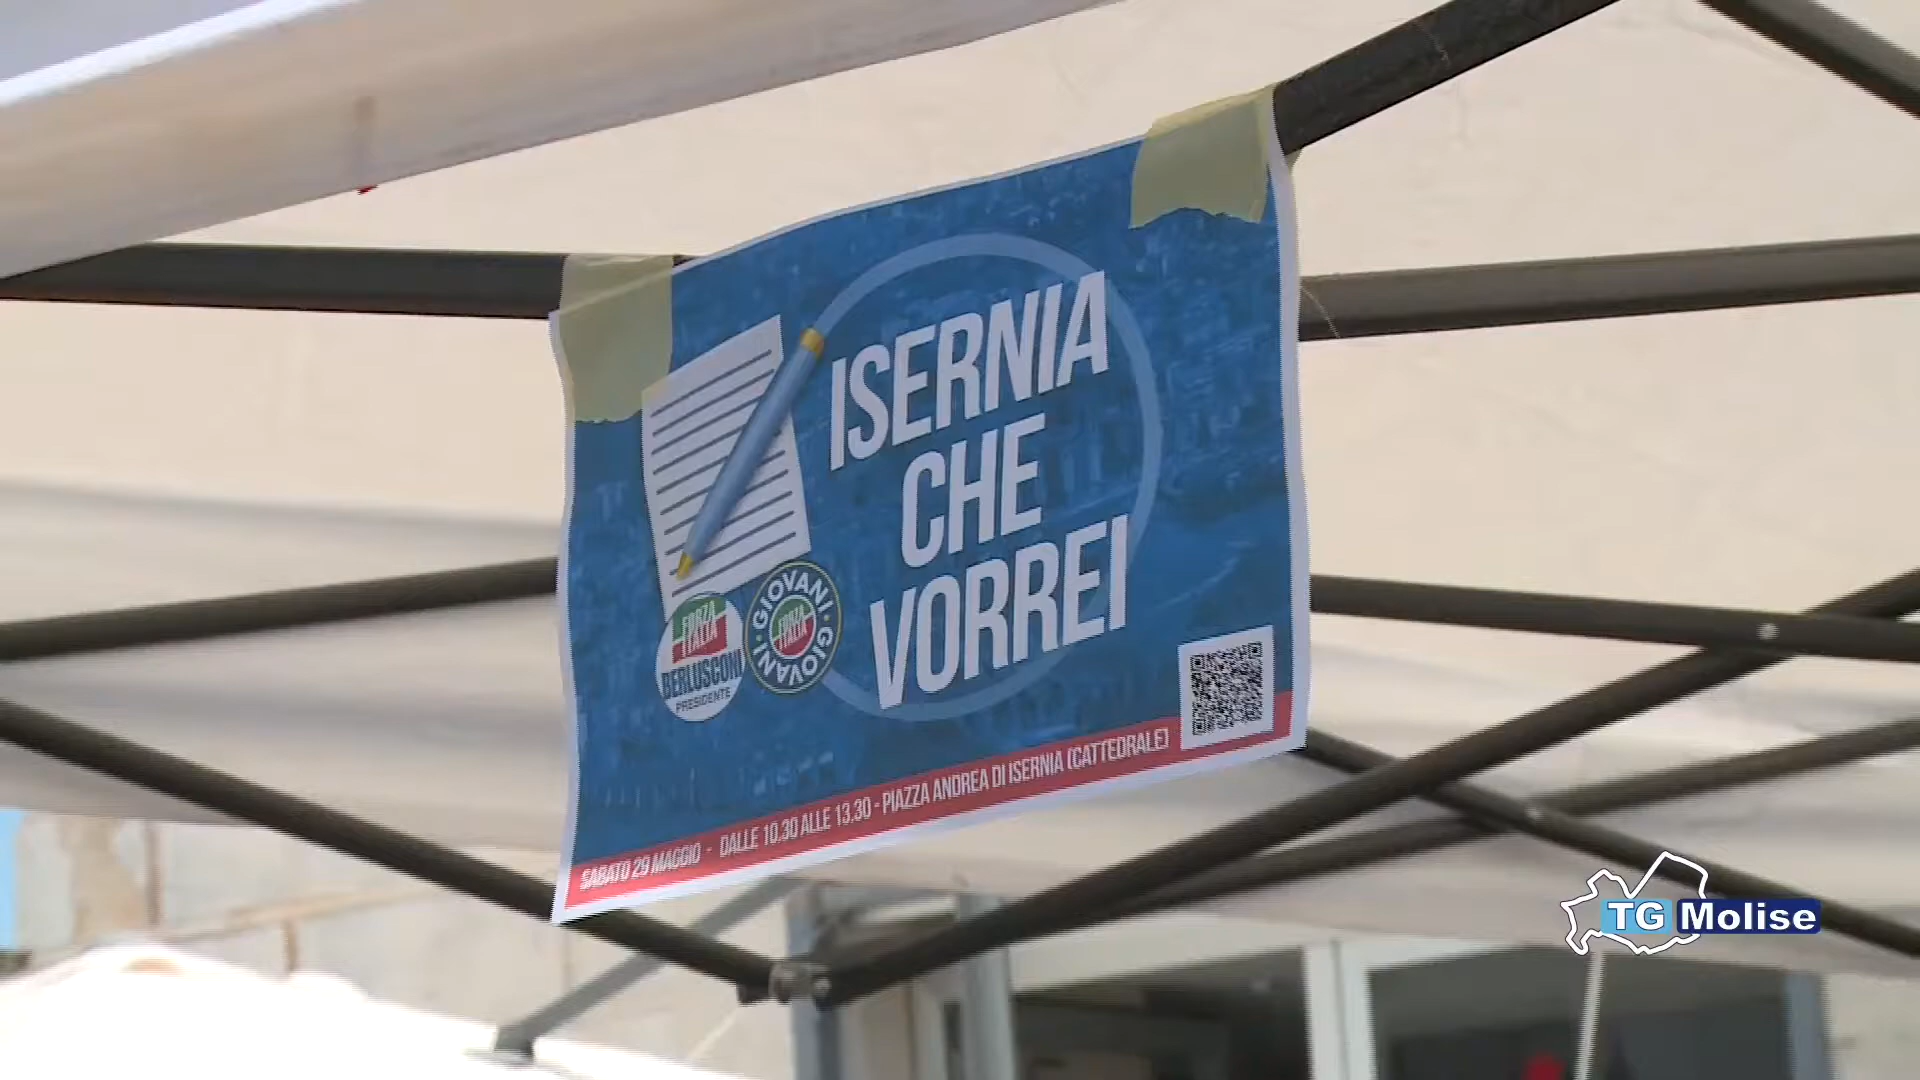 ISERNIA
CHE
VORREI
FORZA
ITALIA
BERLUSCONI
PRESIDENTE
GIOVANI · GIOVANI
FORZA
ITALIA
SABATO 29 MAGGIO - DALLE 10.30 ALLE 13.30 - PIAZZA ANDREA DI ISERNIA (CATTEDRALE)
TG Molise